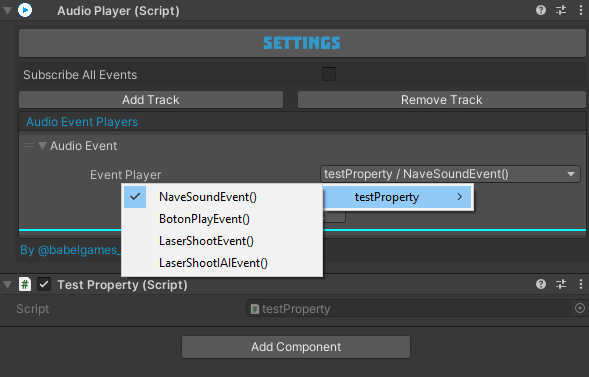 Audio Player (Script)
SETTINGS
Subscribe All Events
Add Track
Remove Track
Audio Event Players
Audio Event
Event Player
testProperty / NaveSoundEvent()
NaveSoundEvent()
testProperty
BotonPlayEvent()
LaserShootEvent()
LaserShootIAIEvent()
By @babelgames_
Test Property (Script)
Script
testProperty
Add Component